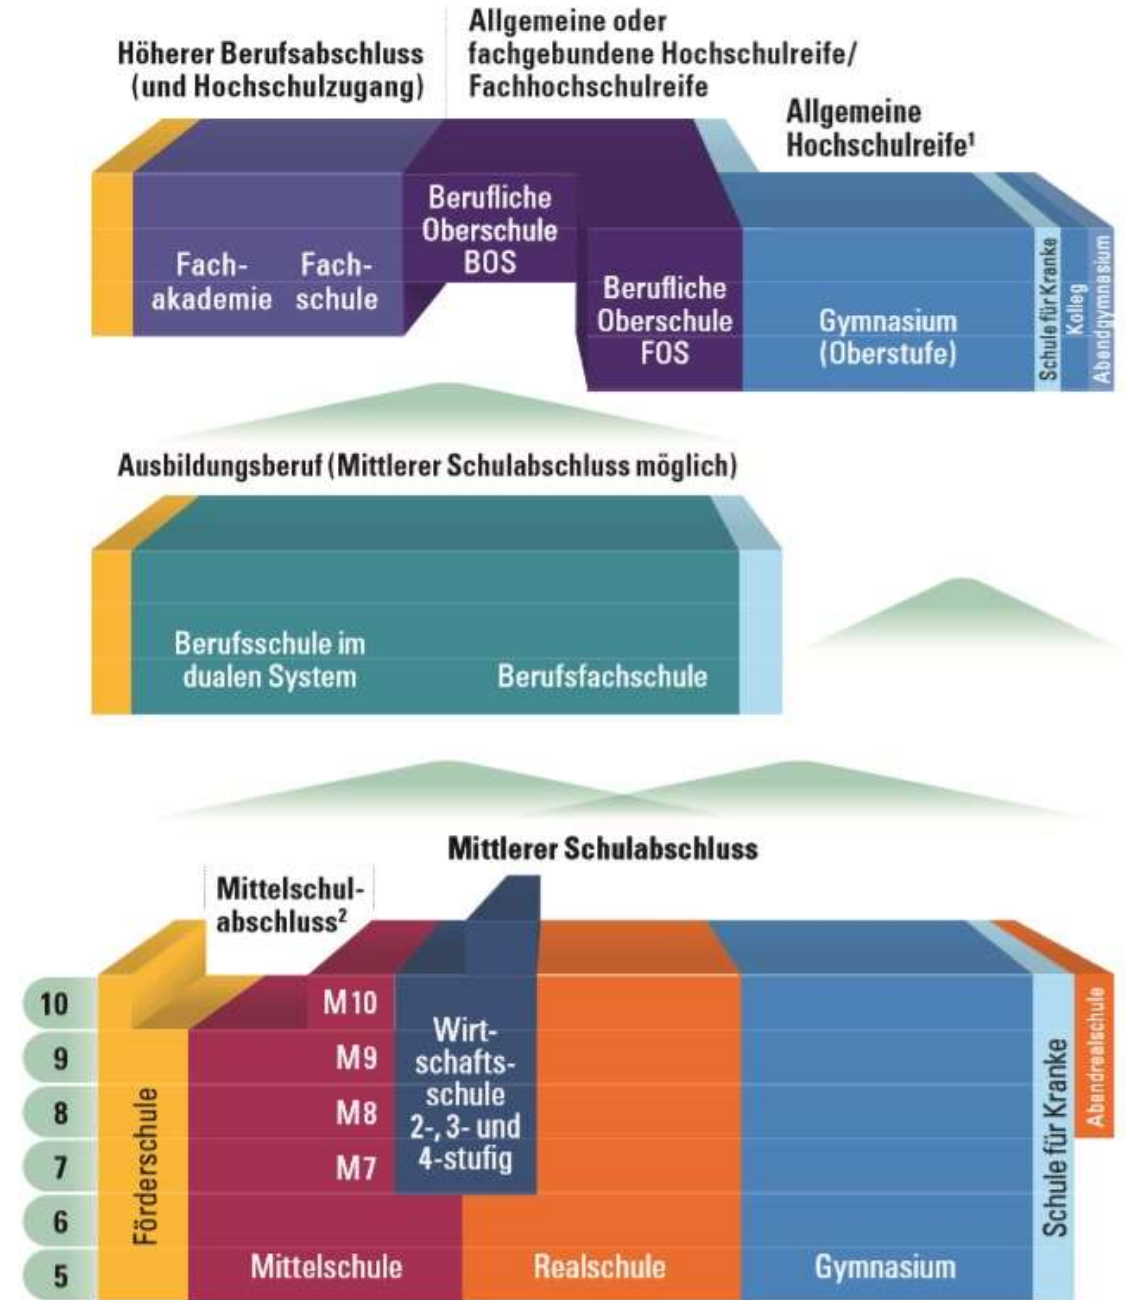 Höherer Berufsabschluss
(und Hochschulzugang)
Allgemeine oder
fachgebundene Hochschulreife/
Fachhochschulreife
Allgemeine
Hochschulreife¹
Fach-
akademie
Fach-
schule
Berufliche
Oberschule
BOS
Berufliche
Oberschule
FOS
Gymnasium
(Oberstufe)
Schule für Kranke
Kolleg
Abendgymnasium
Ausbildungsberuf (Mittlerer Schulabschluss möglich)
Berufsschule im
dualen System
Berufsfachschule
Mittlerer Schulabschluss
Mittelschul-
abschluss²
10
9
8
7
6
5
Förderschule
M10
M9
M8
M7
Mittelschule
Wirt-
schafts-
schule
2-, 3- und
4-stufig
Realschule
Gymnasium
Schule für Kranke
Abendrealschule